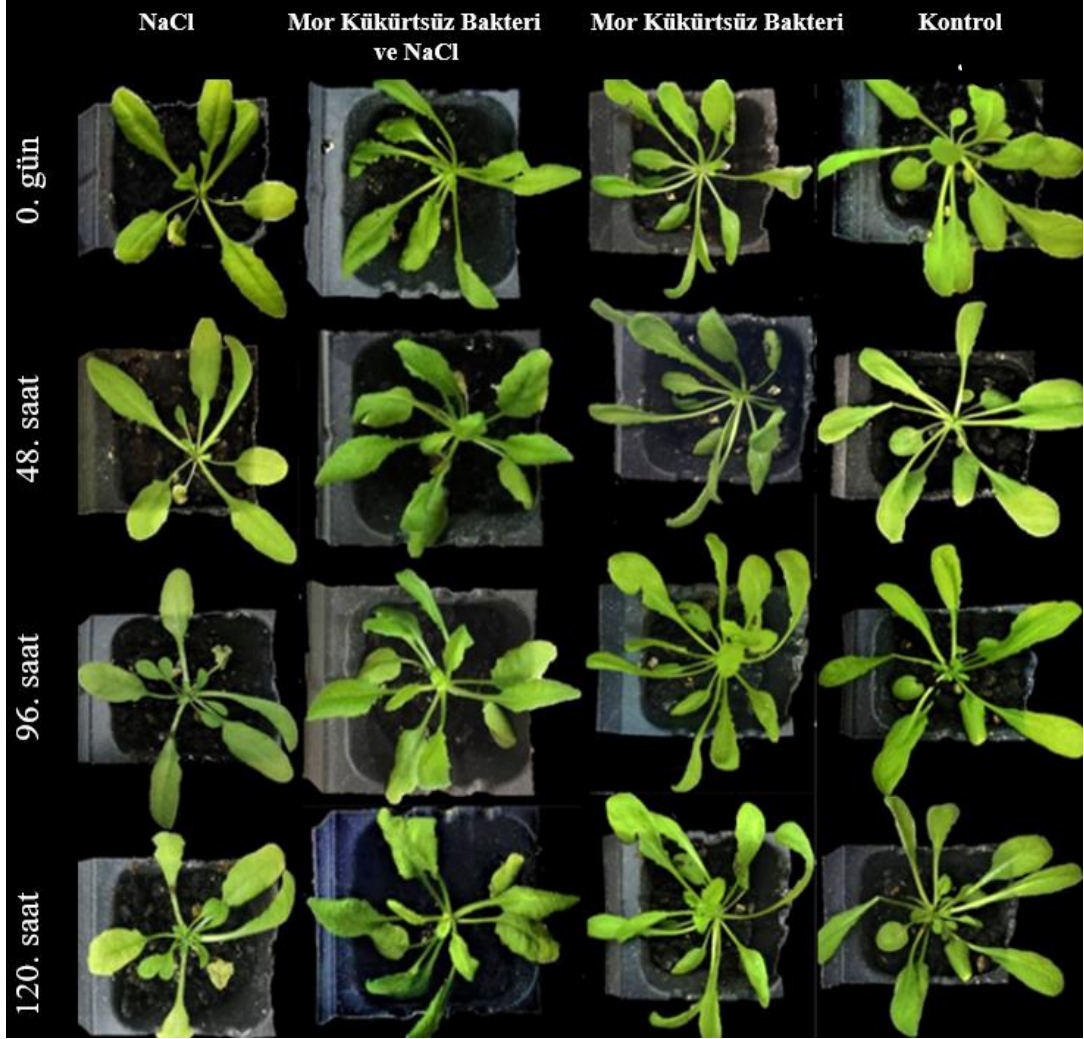 NaCl
Mor Kükürtsüz Bakteri
ve NaCl
Mor Kükürtsüz Bakteri
Kontrol
0. gün
48. saat
96. saat
120. saat